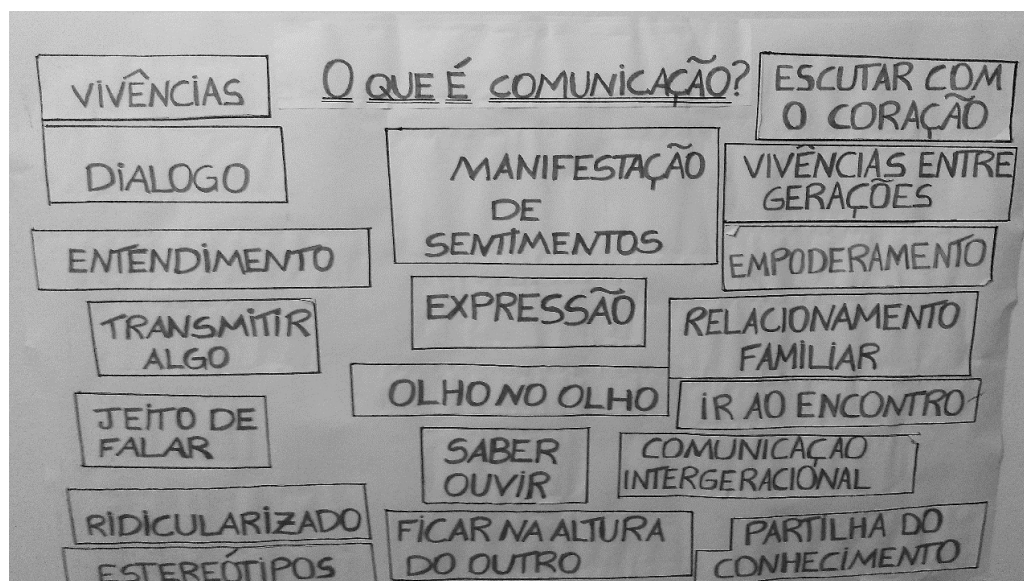 O QUE É COMUNICAÇÃO?
VIVÊNCIAS
DIALOGO
ENTENDIMENTO
TRANSMITIR
ALGO
JEITO DE
FALAR
RIDICULARIZADO
ESTEREÓTIPOS
MANIFESTAÇÃO
DE
SENTIMENTOS
EXPRESSÃO
OLHO NO OLHO
SABER
OUVIR
FICAR NA ALTURA
DO OUTRO
ESCUTAR COM
O CORAÇÃO
VIVÊNCIAS ENTRE
GERAÇÕES
EMPODERAMENTO
RELACIONAMENTO
FAMILIAR
IR AO ENCONTRO
COMUNICAÇAO
INTERGERACIONAL
PARTILHA DO
CONHECIMENTO